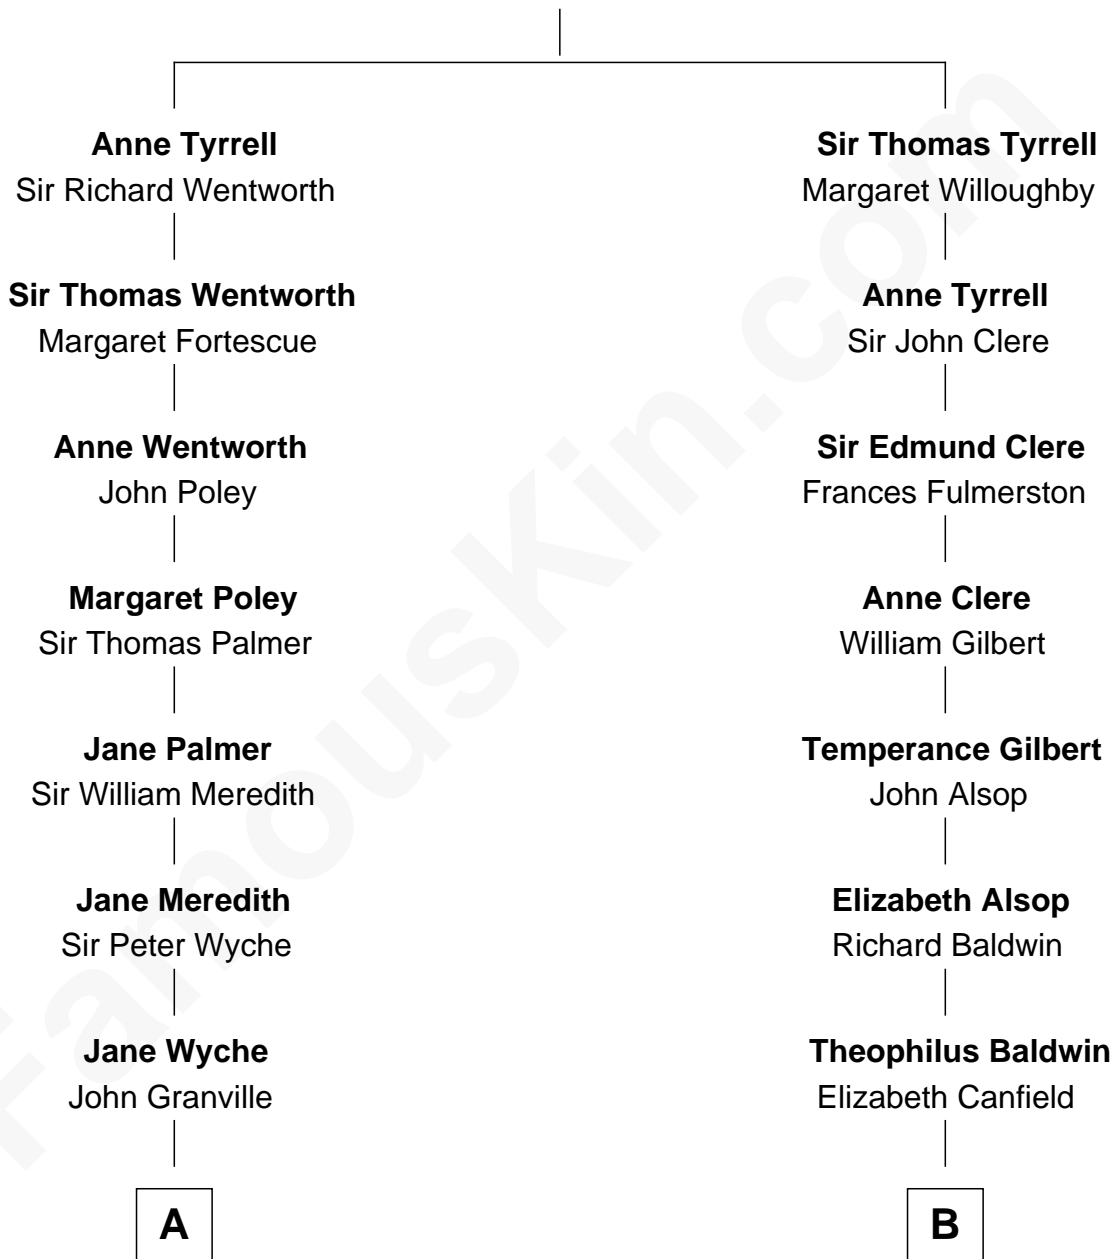 Anne Tyrrell
Sir Richard Wentworth
Sir Thomas Wentworth
Margaret Fortescue
Anne Wentworth
John Poley
Margaret Poley
Sir Thomas Palmer
Jane Palmer
Sir William Meredith
Jane Meredith
Sir Peter Wyche
Jane Wyche
John Granville
A
Sir Thomas Tyrrell
Margaret Willoughby
Anne Tyrrell
Sir John Clere
Sir Edmund Clere
Frances Fulmerston
Anne Clere
William Gilbert
Temperance Gilbert
John Alsop
Elizabeth Alsop
Richard Baldwin
Theophilus Baldwin
Elizabeth Canfield
B
FamousKin.com